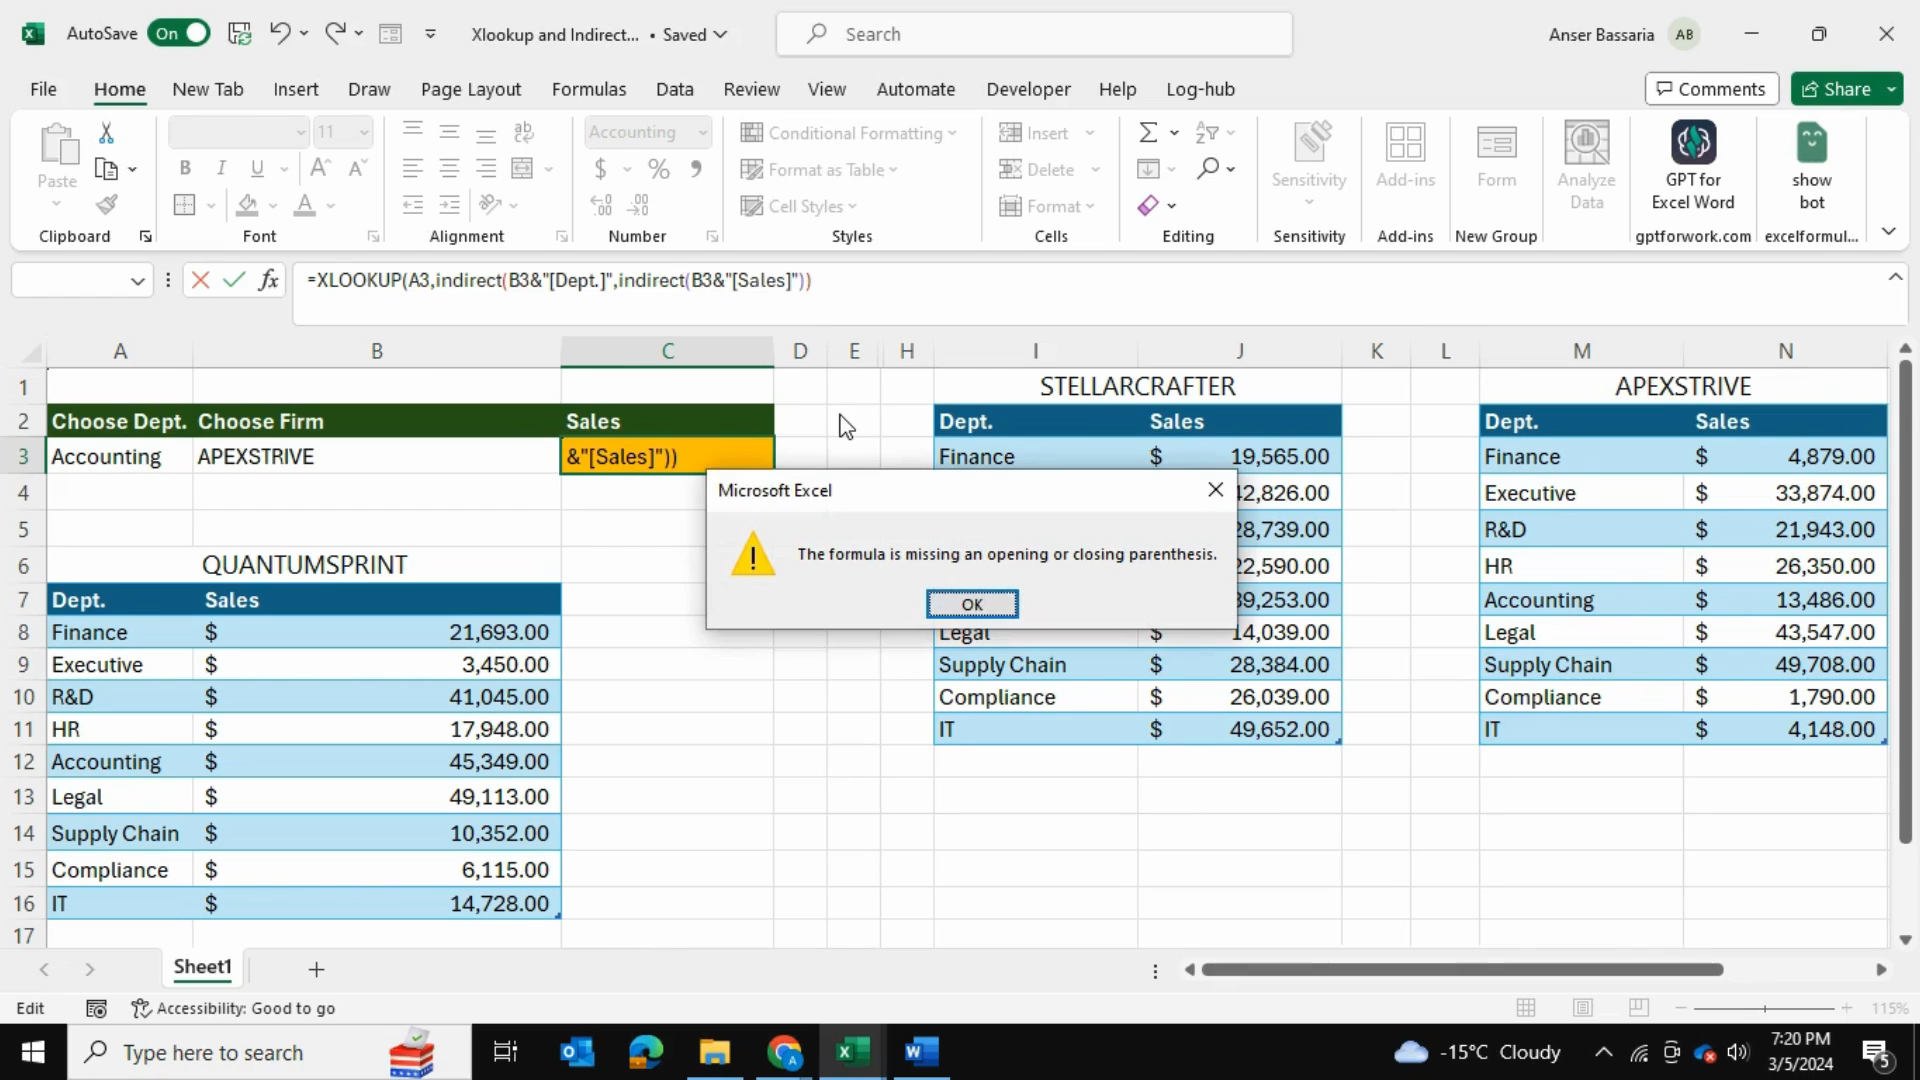 AutoSave On Xlookup and Indirect... • Saved Search Anser Bassaria AB
File Home New Tab Insert Draw Page Layout Formulas Data Review View Automate Developer Help Log-hub Comments Share
Paste 11 Accounting Conditional Formatting Insert
Format as Table Delete Sensitivity Add-ins Form Analyze Data GPT for Excel Word show bot
Cell Styles Format
Clipboard Font Alignment Number Styles Cells Editing Sensitivity Add-ins New Group gptforwork.com excelformul...
=XLOOKUP(A3,indirect(B3&"[Dept.]",indirect(B3&"[Sales]"))
A B C D E H I J K L M N
1 STELLARCRAFTER APEXSTRIVE
2 Choose Dept. Choose Firm Sales Dept. Sales Dept. Sales
3 Accounting APEXSTRIVE &"[Sales]")) Finance $ 19,565.00 Finance $ 4,879.00
4 Executive $ 33,874.00
5 R&D $ 21,943.00
6 QUANTUMSPRINT HR $ 26,350.00
Microsoft Excel
The formula is missing an opening or closing parenthesis.
OK
7 Dept. Sales Accounting $ 13,486.00
8 Finance $ 21,693.00 Legal $ 14,039.00 Legal $ 43,547.00
9 Executive $ 3,450.00 Supply Chain $ 28,384.00 Supply Chain $ 49,708.00
10 R&D $ 41,045.00 Compliance $ 26,039.00 Compliance $ 1,790.00
11 HR $ 17,948.00 IT $ 49,652.00 IT $ 4,148.00
12 Accounting $ 45,349.00
13 Legal $ 49,113.00
14 Supply Chain $ 10,352.00
15 Compliance $ 6,115.00
16 IT $ 14,728.00
17
Sheet1
Edit Accessibility: Good to go 115%
Type here to search -15°C Cloudy 7:20 PM
3/5/2024 5